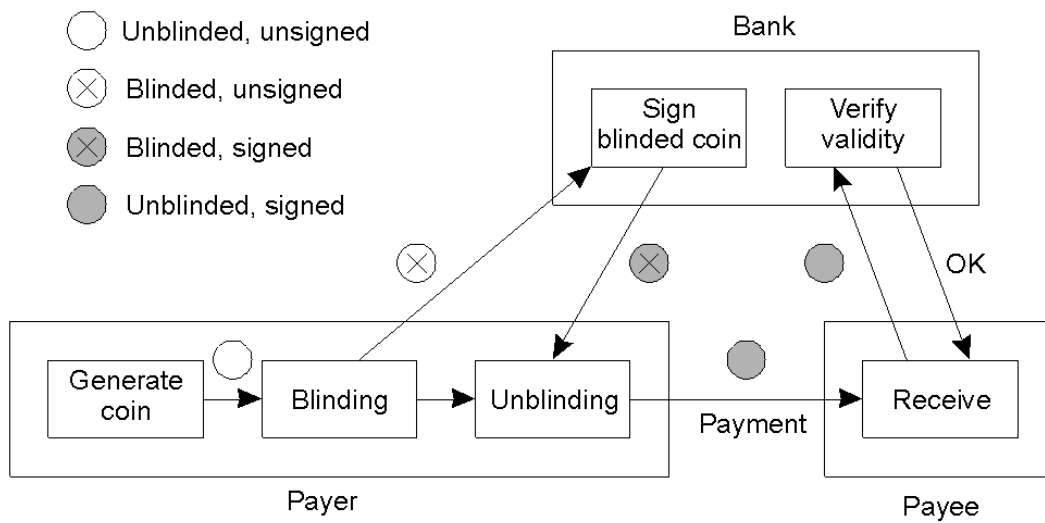 Unblinded, unsigned
Blinded, unsigned
Blinded, signed
Unblinded, signed
Bank
Sign
blinded coin
Verify
validity
OK
Generate
coin
Blinding
Unblinding
Payment
Receive
Payer
Payee